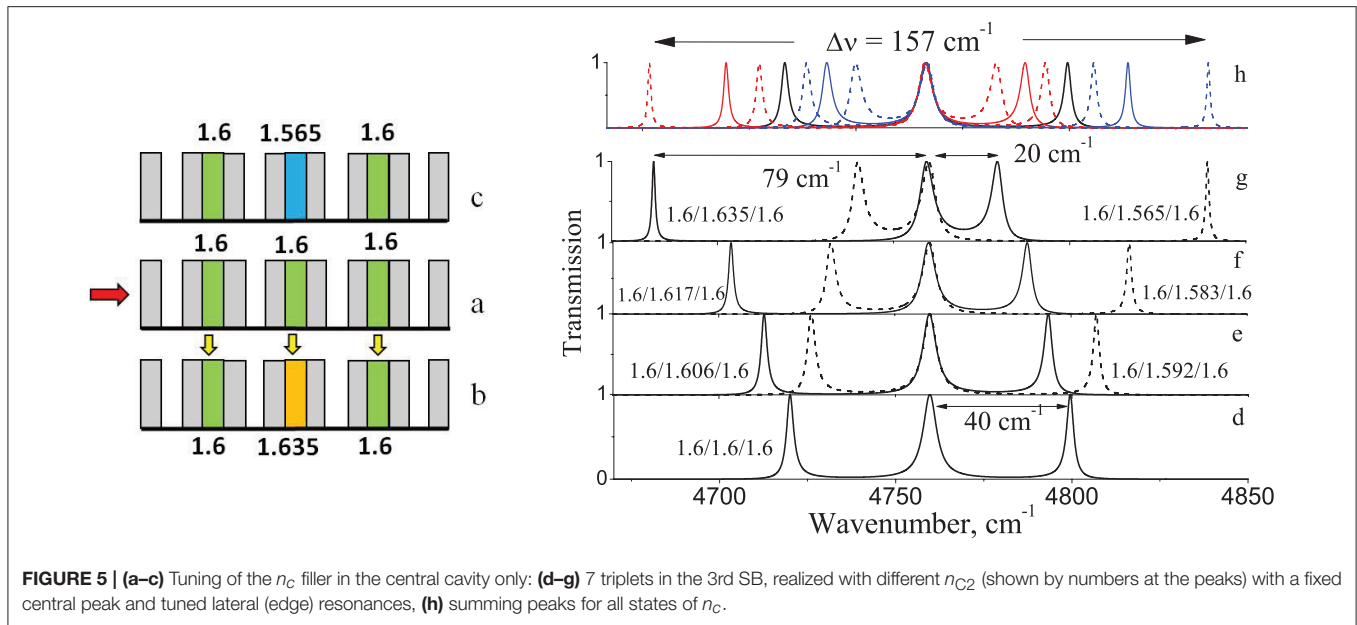 1.6 1.565 1.6
c
1.6 1.6 1.6
a
b
1.6 1.635 1.6
Δν = 157 cm⁻¹
1
h
1
79 cm⁻¹
20 cm⁻¹
g
1.6/1.635/1.6
1.6/1.565/1.6
1
f
1.6/1.617/1.6
1.6/1.583/1.6
1
e
1.6/1.606/1.6
1.6/1.592/1.6
1
d
40 cm⁻¹
1.6/1.6/1.6
0
Transmission
4700 4750 4800 4850
Wavenumber, cm⁻¹
FIGURE 5 | (a–c) Tuning of the nc filler in the central cavity only: (d–g) 7 triplets in the 3rd SB, realized with different nC2 (shown by numbers at the peaks) with a fixed
central peak and tuned lateral (edge) resonances, (h) summing peaks for all states of nc.